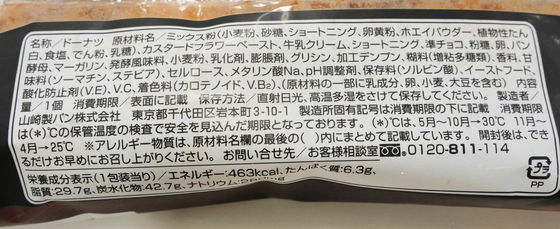 名称/ドーナツ 原材料名/ミックス粉(小麦粉、砂糖、ショートニング、卵黄粉、ホエイパウダー、植物性たん
白、食塩、でん粉、乳糖)、カスタードフラワーペースト、牛乳クリーム、ショートニング、準チョコ、粉糖、卵、パン
酵母、マーガリン、発酵風味料、小麦粉、乳化剤、膨脹剤、グリシン、加工デンプン、糊料(増粘多糖類)、香料、甘
味料(ソーマチン、ステビア)、セルロース、メタリン酸Na、pH調整剤、保存料(ソルビン酸)、イーストフード、
酸化防止剤(V.E)、V.C、着色料(カロテノイド、V.B₂)、(原材料の一部に乳成分、卵、小麦、大豆を含む) 内容
量/1個 消費期限/表面に記載 保存方法/直射日光、高温多湿をさけて保存してください。 製造者/
山崎製パン株式会社 東京都千代田区岩本町3-10-1 製造所固有記号は消費期限の下に記載。消費期限
は(*)℃の保管温度の検査で安全を見込んだ期限となっております。(*)℃は、5月〜10月→30℃ 11月〜
4月→25℃ ※アレルギー物質は、原材料名欄の最後の( )内にまとめて記載しています。 開封後は、でき
るだけお早めにお召し上がりください。 お問い合せ先/お客様相談室 0120-811-114
栄養成分表示(1包装当り)/エネルギー:463kcal、たんぱく質:6.3g、
脂質:29.7g、炭水化物:42.7g、ナトリウム:
プラ
PP